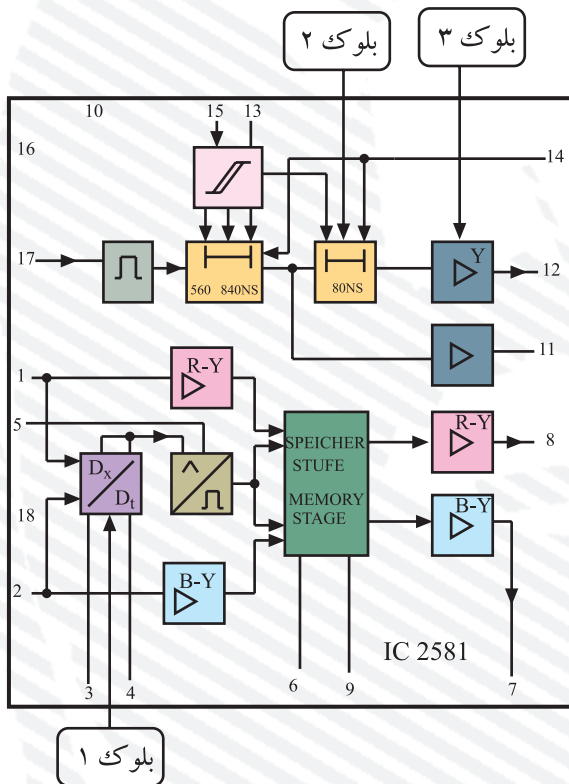 بلوک ۲
بلوک ۳
10
15
13
16
14
17
560
840NS
80NS
Y
12
11
1
R-Y
5
SPEICHER
STUFE
MEMORY
STAGE
R-Y
8
Dx
Dt
18
B-Y
2
B-Y
IC 2581
3
4
6
9
7
بلوک ۱